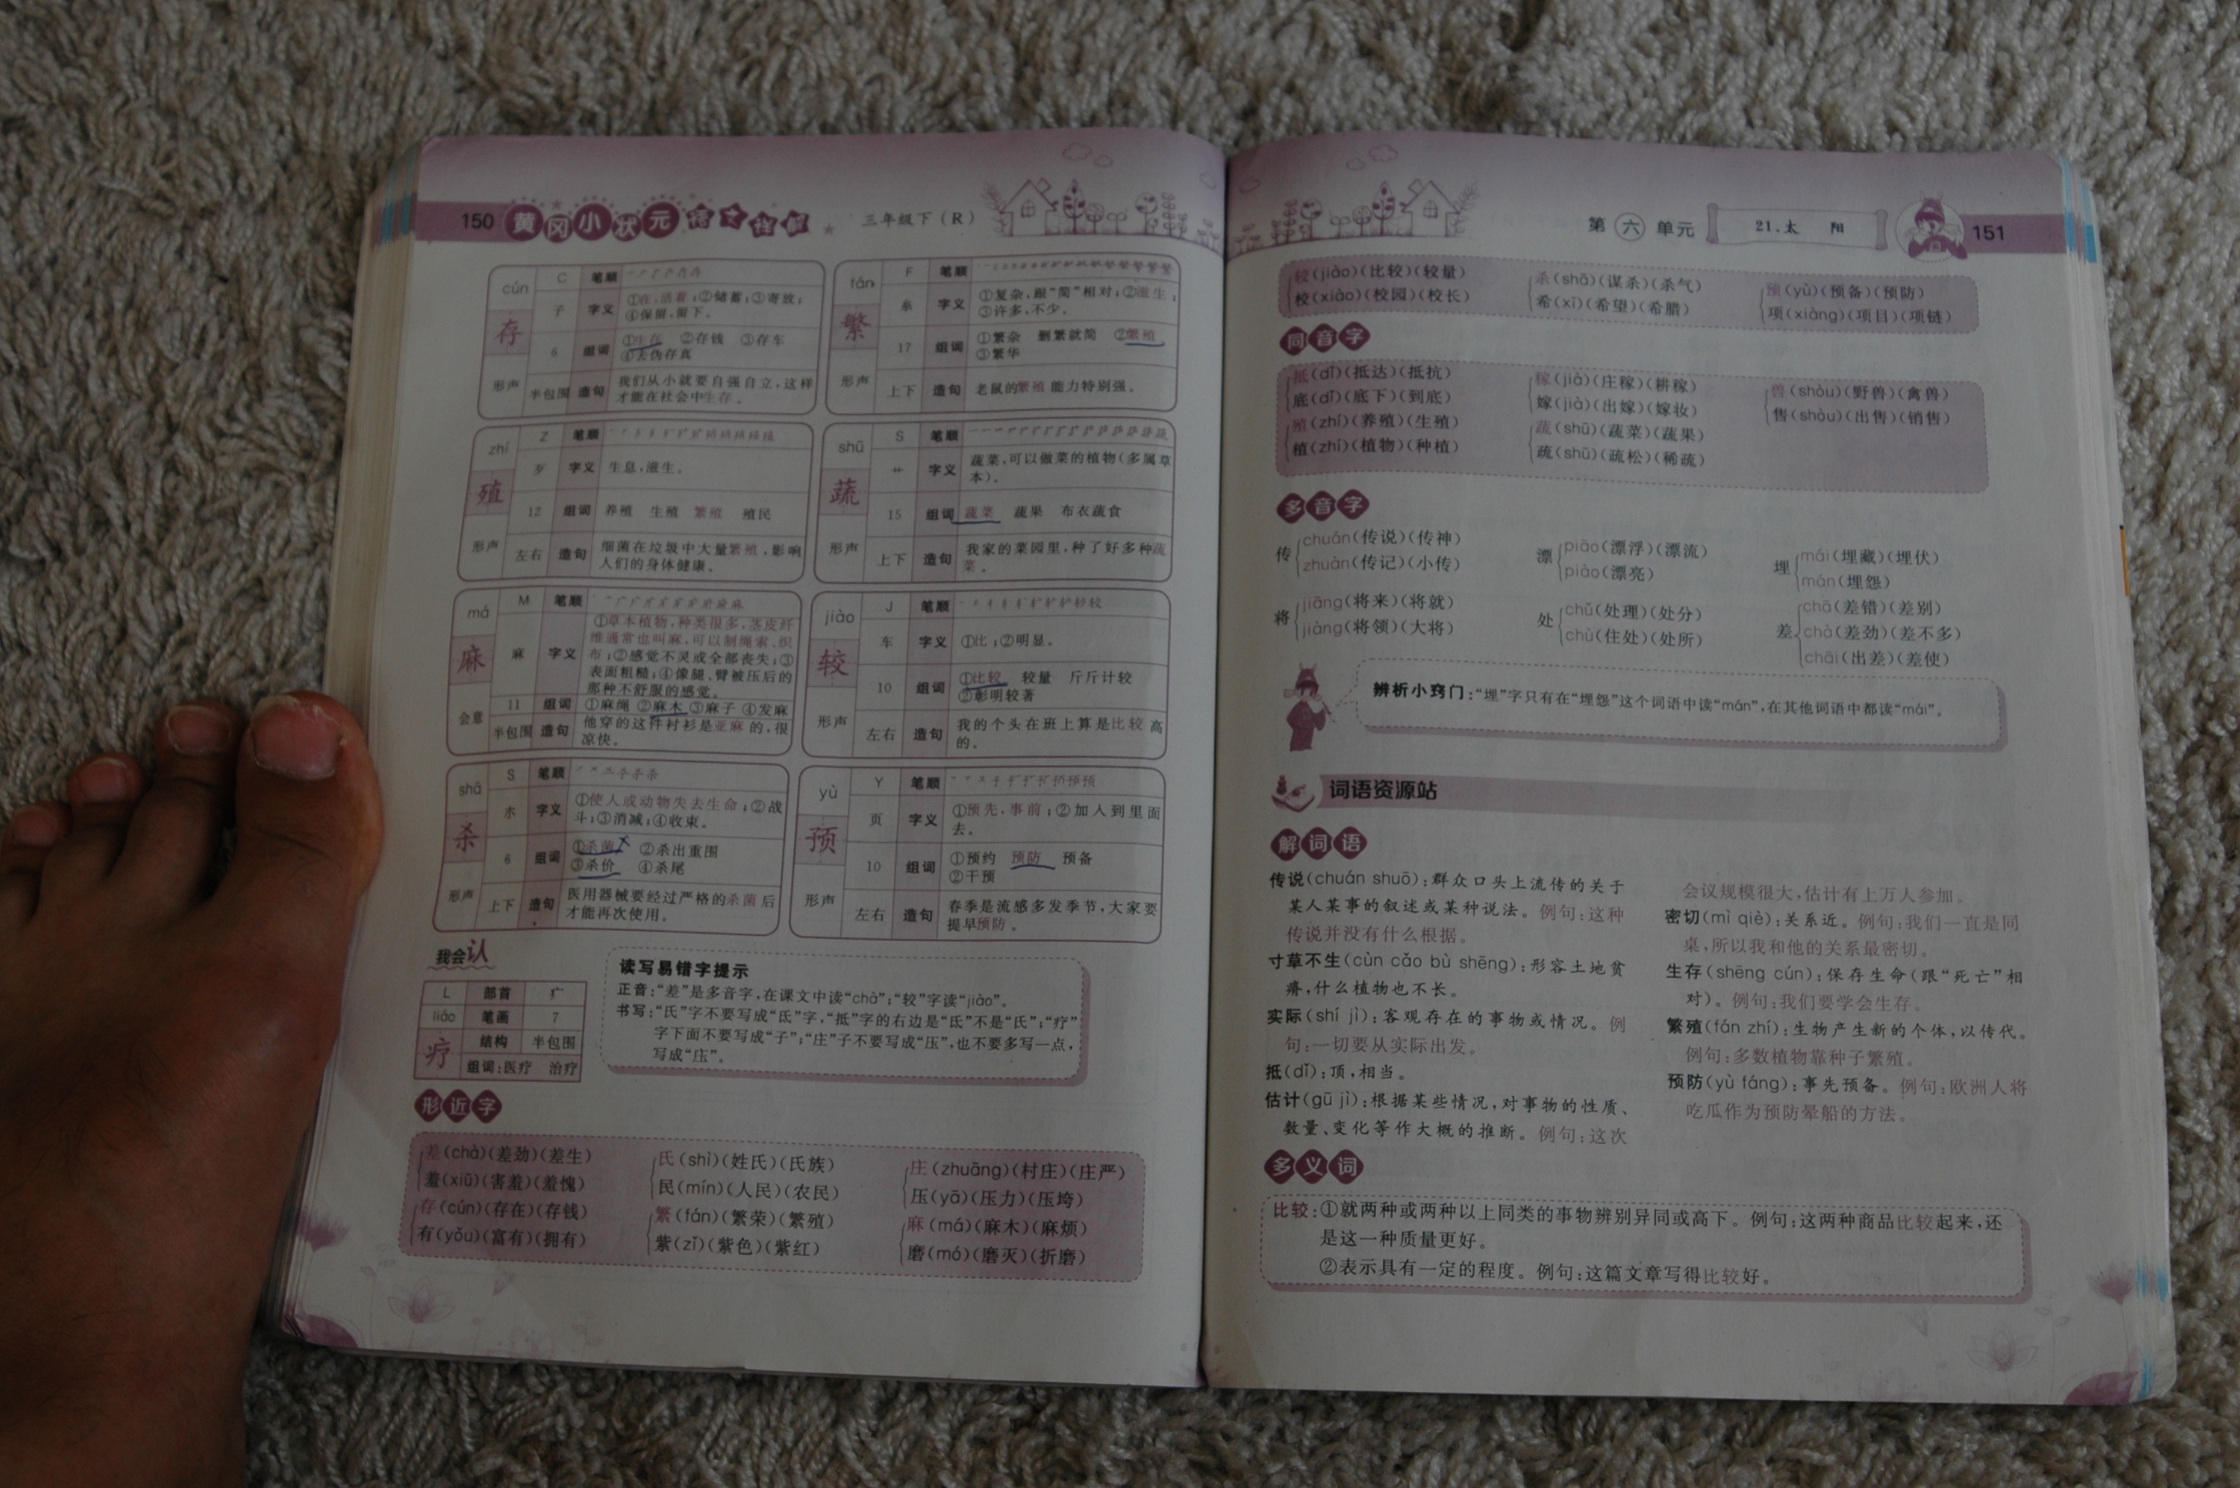 150 黄冈小状元 三年级下（R）
cún C 笔顺
存 子 字义 ①在,活着;②储蓄;③寄放;
④保留,留下。
6 组词 ①生存 ②存钱 ③存车
④去伪存真
形声 半包围 造句 我们从小就要自强自立,这样
才能在社会中生存。
fán F 笔顺
繁 系 字义 ①复杂,跟“简”相对;②滋生;
③许多,不少。
17 组词 ①繁杂 删繁就简 ②繁殖
③繁华
形声 上下 造句 老鼠的繁殖能力特别强。
zhí Z 笔顺
殖 歹 字义 生息,滋生。
12 组词 养殖 生殖 繁殖 殖民
形声 左右 造句 细菌在垃圾中大量繁殖,影响
人们的身体健康。
shū S 笔顺
蔬 艹 字义 蔬菜,可以做菜的植物(多属草
本)。
15 组词 蔬菜 蔬果 布衣蔬食
形声 上下 造句 我家的菜园里,种了好多种蔬
菜。
má M 笔顺
麻 麻 字义 ①草本植物,种类很多,茎皮纤
维通常也叫麻,可以制绳索、织
布;②感觉不灵或全部丧失;③
表面粗糙;④像腿、臂被压后的
那种不舒服的感觉。
11 组词 ①麻绳 ②麻木 ③麻子 ④发麻
会意 半包围 造句 他穿的这件衬衫是亚麻的,很
凉快。
jiào J 笔顺
较 车 字义 ①比;②明显。
10 组词 ①比较 较量 斤斤计较
②彰明较著
形声 左右 造句 我的个头在班上算是比较高
的。
shā S 笔顺
杀 木 字义 ①使人或动物失去生命;②战
斗;③消减;④收束。
6 组词 ①杀菌 ②杀出重围
③杀价 ④杀尾
形声 上下 造句 医用器械要经过严格的杀菌后
才能再次使用。
yù Y 笔顺
预 页 字义 ①预先,事前;②加入到里面
去。
10 组词 ①预约 预防 预备
②干预
形声 左右 造句 春季是流感多发季节,大家要
提早预防。
我会认
L 部首 疒
liáo 笔画 7
疗 结构 半包围
组词:医疗 治疗
读写易错字提示
正音:“差”是多音字,在课文中读“chà”;“较”字读“jiào”。
书写:“氏”字不要写成“氐”字,“抵”字的右边是“氐”不是“氏”;“疗”
字下面不要写成“子”;“庄”字不要写成“压”,也不要多写一点,
写成“压”。
形近字
差(chà)(差劲)(差生)
羞(xiū)(害羞)(羞愧)
存(cún)(存在)(存钱)
有(yǒu)(富有)(拥有)
氏(shì)(姓氏)(氏族)
民(mín)(人民)(农民)
繁(fán)(繁荣)(繁殖)
紫(zǐ)(紫色)(紫红)
庄(zhuāng)(村庄)(庄严)
压(yā)(压力)(压垮)
麻(má)(麻木)(麻烦)
磨(mó)(磨灭)(折磨)
第六单元 21.太 阳 151
较(jiào)(比较)(较量)
校(xiào)(校园)(校长)
杀(shā)(谋杀)(杀气)
希(xī)(希望)(希腊)
预(yù)(预备)(预防)
项(xiàng)(项目)(项链)
同音字
抵(dǐ)(抵达)(抵抗)
底(dǐ)(底下)(到底)
殖(zhí)(养殖)(生殖)
植(zhí)(植物)(种植)
稼(jià)(庄稼)(耕稼)
嫁(jià)(出嫁)(嫁妆)
蔬(shū)(蔬菜)(蔬果)
疏(shū)(疏松)(稀疏)
兽(shòu)(野兽)(禽兽)
售(shòu)(出售)(销售)
多音字
传 chuán(传说)(传神)
zhuàn(传记)(小传)
漂 piāo(漂浮)(漂流)
piào(漂亮)
埋 mái(埋藏)(埋伏)
mán(埋怨)
将 jiāng(将来)(将就)
jiàng(将领)(大将)
处 chǔ(处理)(处分)
chù(住处)(处所)
差 chā(差错)(差别)
chà(差劲)(差不多)
chāi(出差)(差使)
辨析小窍门:“埋”字只有在“埋怨”这个词语中读“mán”,在其他词语中都读“mái”。
词语资源站
解词语
传说(chuán shuō):群众口头上流传的关于
某人某事的叙述或某种说法。例句:这种
传说并没有什么根据。
寸草不生(cùn cǎo bù shēng):形容土地贫
瘠,什么植物也不长。
实际(shí jì):客观存在的事物或情况。例
句:一切要从实际出发。
抵(dǐ):顶,相当。
估计(gū jì):根据某些情况,对事物的性质、
数量、变化等作大概的推断。例句:这次
会议规模很大,估计有上万人参加。
密切(mì qiè):关系近。例句:我们一直是同
桌,所以我和他的关系最密切。
生存(shēng cún):保存生命(跟“死亡”相
对)。例句:我们要学会生存。
繁殖(fán zhí):生物产生新的个体,以传代。
例句:多数植物靠种子繁殖。
预防(yù fáng):事先预备。例句:欧洲人将
吃瓜作为预防晕船的方法。
多义词
比较:①就两种或两种以上同类的事物辨别异同或高下。例句:这两种商品比较起来,还
是这一种质量更好。
②表示具有一定的程度。例句:这篇文章写得比较好。